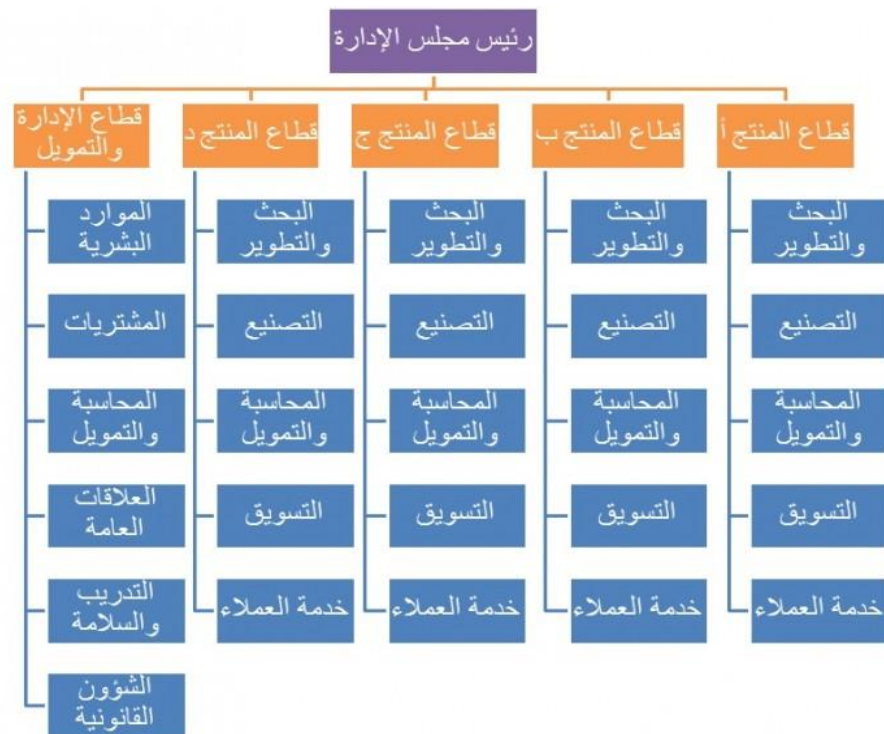 رئيس مجلس الإدارة
قطاع المنتج أ
قطاع المنتج ب
قطاع المنتج ج
قطاع المنتج د
قطاع الإدارة
والتمويل
البحث
والتطوير
البحث
والتطوير
البحث
والتطوير
البحث
والتطوير
الموارد
البشرية
التصنيع
التصنيع
التصنيع
التصنيع
المشتريات
المحاسبة
والتمويل
المحاسبة
والتمويل
المحاسبة
والتمويل
المحاسبة
والتمويل
المحاسبة
والتمويل
التسويق
التسويق
التسويق
التسويق
العلاقات
العامة
خدمة العملاء
خدمة العملاء
خدمة العملاء
خدمة العملاء
التدريب
والسلامة
الشؤون
القانونية